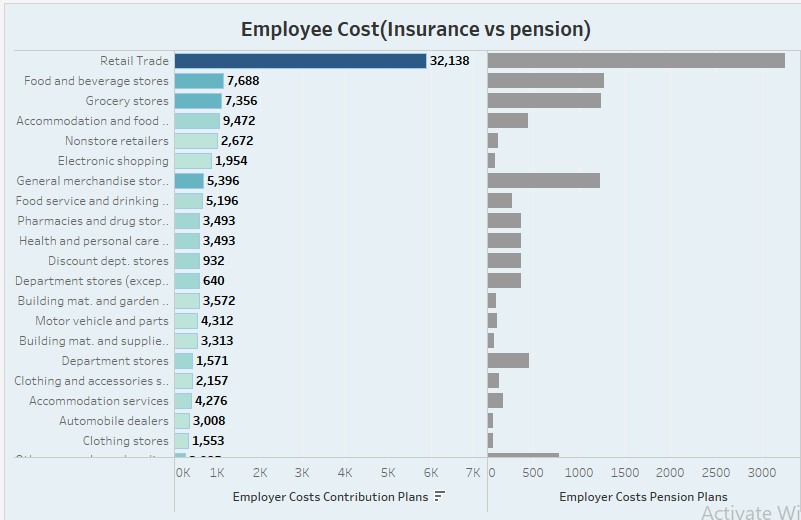 Employee Cost(Insurance vs pension)
Retail Trade 32,138
Food and beverage stores 7,688
Grocery stores 7,356
Accommodation and food .. 9,472
Nonstore retailers 2,672
Electronic shopping 1,954
General merchandise stor.. 5,396
Food service and drinking .. 5,196
Pharmacies and drug stor.. 3,493
Health and personal care .. 3,493
Discount dept. stores 932
Department stores (excep.. 640
Building mat. and garden .. 3,572
Motor vehicle and parts 4,312
Building mat. and supplie.. 3,313
Department stores 1,571
Clothing and accessories s.. 2,157
Accommodation services 4,276
Automobile dealers 3,008
Clothing stores 1,553
0K 1K 2K 3K 4K 5K 6K 7K 0 500 1000 1500 2000 2500 3000
Employer Costs Contribution Plans Employer Costs Pension Plans
Activate Wi